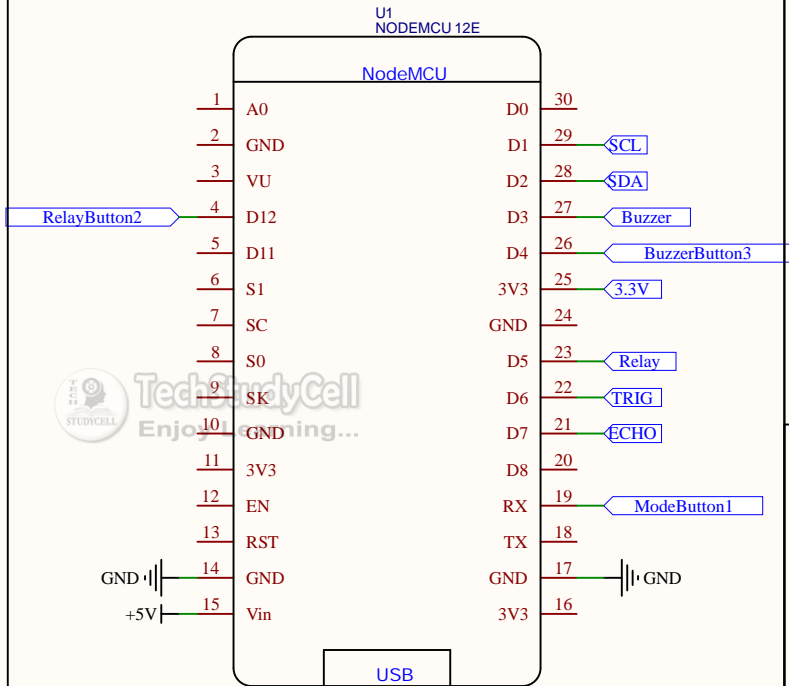 U1
NODEMCU 12E
NodeMCU
1 A0 D0 30
2 GND D1 29 SCL
3 VU D2 28 SDA
RelayButton2 4 D12 D3 27 Buzzer
5 D11 D4 26 BuzzerButton3
6 S1 3V3 25 3.3V
7 SC GND 24
8 S0 D5 23 Relay
TECH
STUDYCELL
TechStudyCell
Enjoy Learning...
9 SK D6 22 TRIG
10 GND D7 21 ECHO
11 3V3 D8 20
12 EN RX 19 ModeButton1
13 RST TX 18
GND 14 GND GND 17 GND
+5V 15 Vin 3V3 16
USB